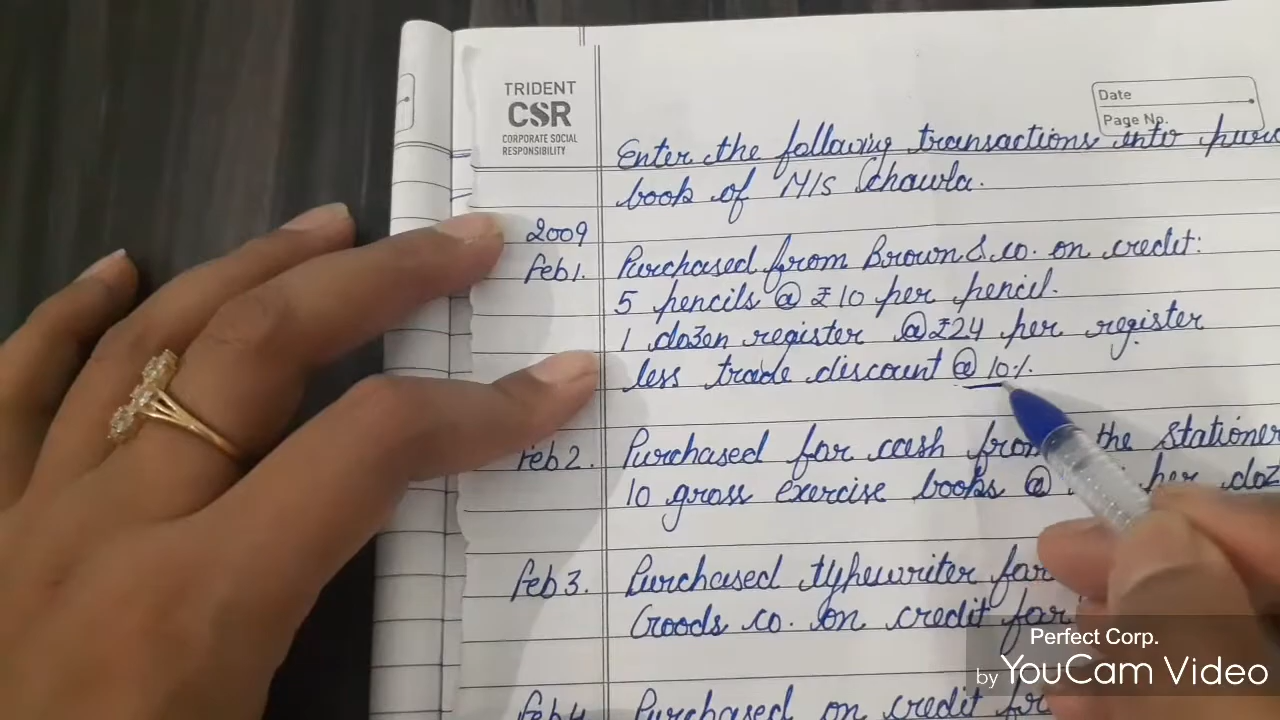 TRIDENT
CSR
CORPORATE SOCIAL
RESPONSIBILITY
Date
Page No.
Enter the following transactions into
book of M/S Chawla.
2009
Feb 1. Purchased from Brown & co. on credit:
5 pencils @ ₹10 per pencil.
1 dozen register @ ₹24 per register
less trade discount @ 10%.
Feb 2. Purchased for cash from the stationer
10 gross exercise books @ per
Feb 3. Purchased typewriter for
Goods co. on credit for
Feb 4 Purchased on credit
Perfect Corp.
by YouCam Video